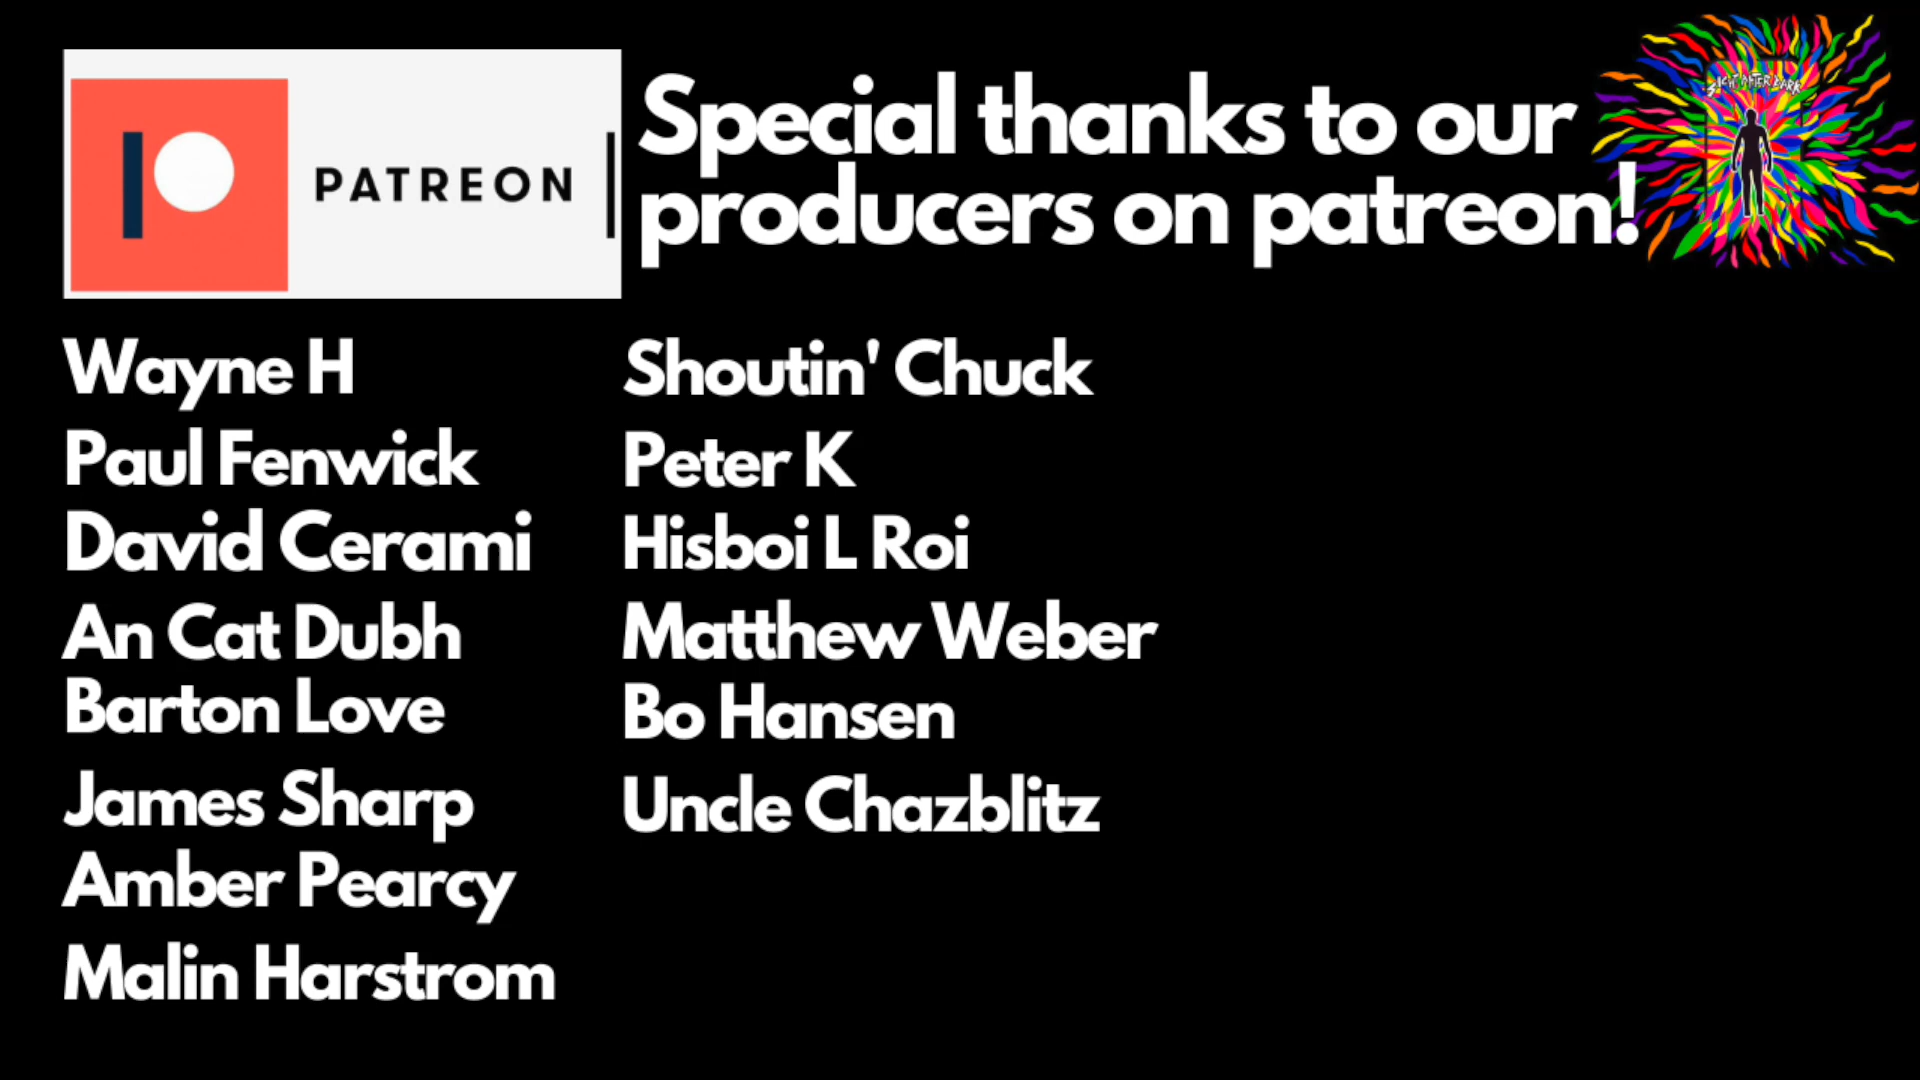 PATREON
Special thanks to our
producers on patreon!
Wayne H
Paul Fenwick
David Cerami
An Cat Dubh
Barton Love
James Sharp
Amber Pearcy
Malin Harstrom
Shoutin' Chuck
Peter K
Hisboi L Roi
Matthew Weber
Bo Hansen
Uncle Chazblitz